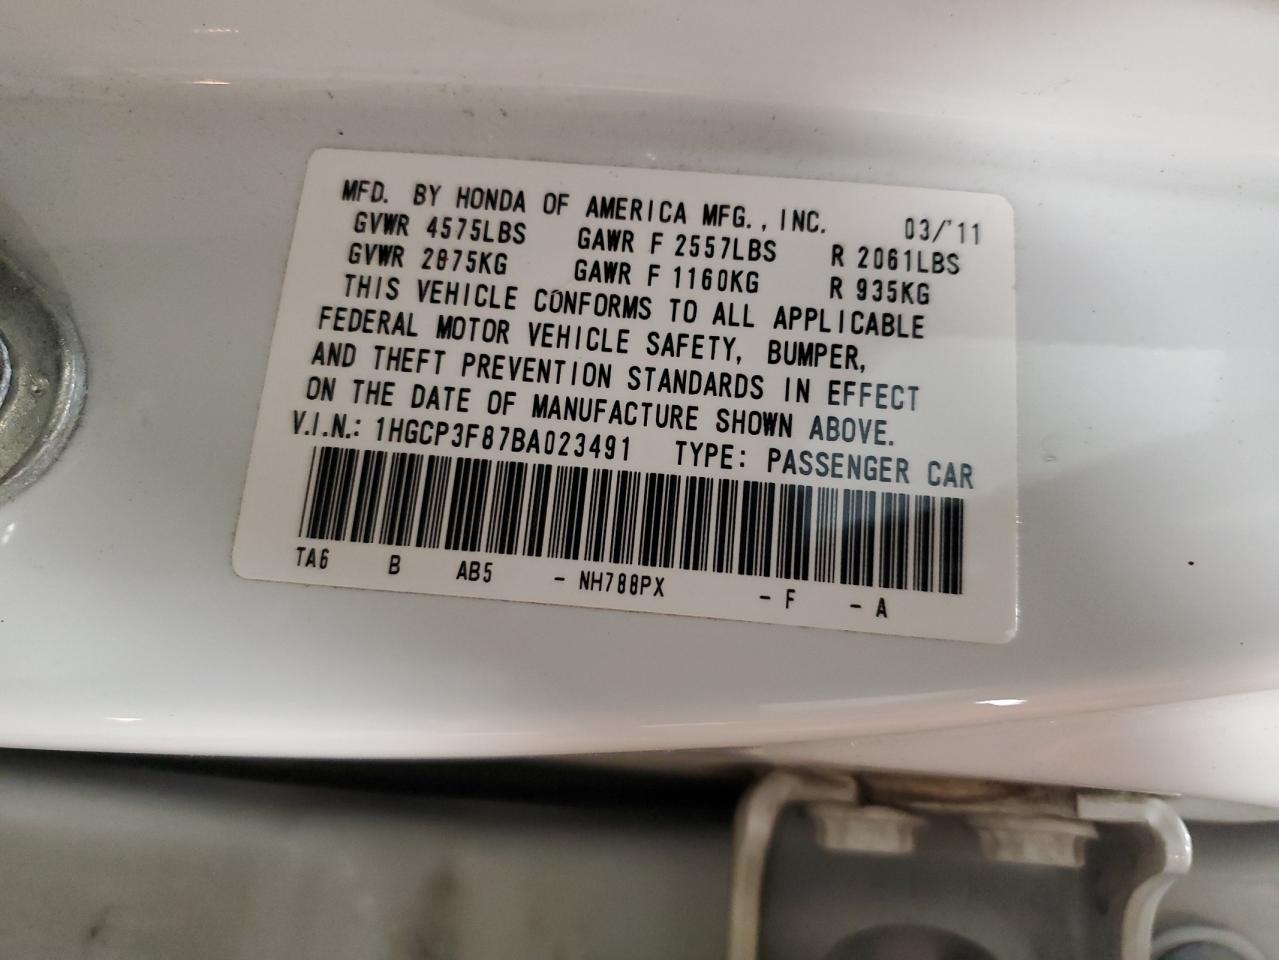 MFD. BY HONDA OF AMERICA MFG., INC. 03/'11
GVWR 4575LBS GAWR F 2557LBS R 2061LBS
GVWR 2075KG GAWR F 1160KG R 935KG
THIS VEHICLE CONFORMS TO ALL APPLICABLE
FEDERAL MOTOR VEHICLE SAFETY, BUMPER,
AND THEFT PREVENTION STANDARDS IN EFFECT
ON THE DATE OF MANUFACTURE SHOWN ABOVE.
V.I.N.: 1HGCP3F87BA023491 TYPE: PASSENGER CAR
TA6 B AB5 - NH788PX - F - A